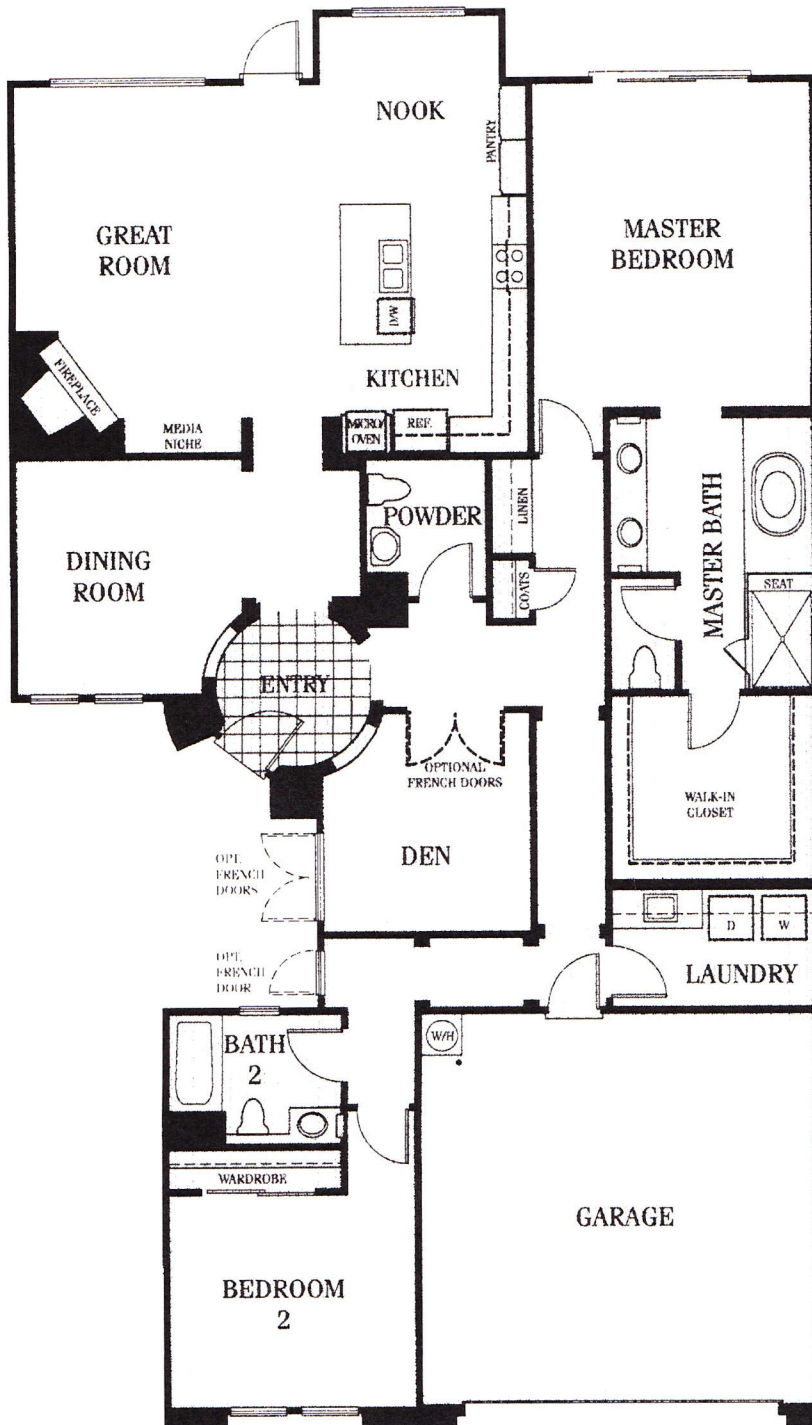 NOOK
PANTRY
GREAT
ROOM
MASTER
BEDROOM
D/W
FIREPLACE
KITCHEN
MEDIA
NICHE
MICRO/
OVEN
REF.
LINEN
POWDER
MASTER BATH
DINING
ROOM
COATS
SEAT
ENTRY
OPTIONAL
FRENCH DOORS
WALK-IN
CLOSET
OPT.
FRENCH
DOORS
DEN
D
W
OPT.
FRENCH
DOOR
LAUNDRY
W/H
BATH
2
WARDROBE
GARAGE
BEDROOM
2